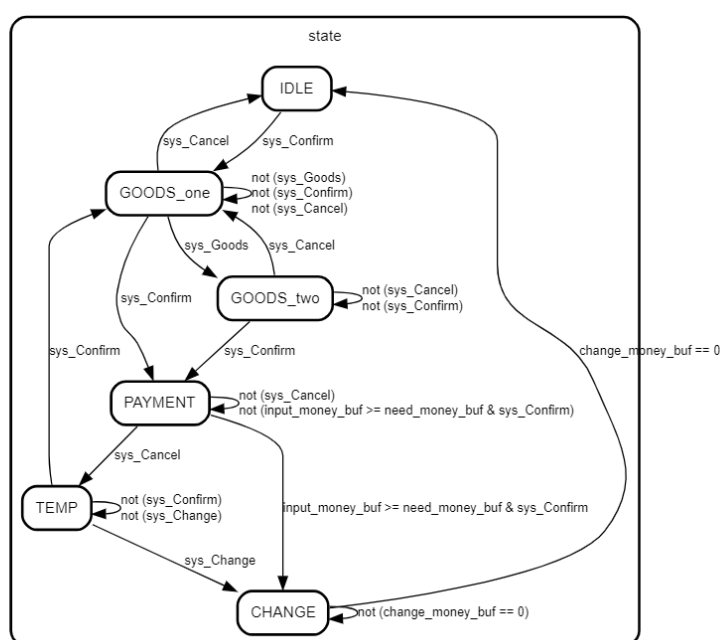 state
IDLE
sys_Cancel
sys_Confirm
GOODS_one
not (sys_Goods)
not (sys_Confirm)
not (sys_Cancel)
sys_Goods
sys_Cancel
GOODS_two
not (sys_Cancel)
not (sys_Confirm)
sys_Confirm
sys_Confirm
sys_Confirm
change_money_buf == 0
PAYMENT
not (sys_Cancel)
not (input_money_buf >= need_money_buf & sys_Confirm)
sys_Cancel
TEMP
not (sys_Confirm)
not (sys_Change)
input_money_buf >= need_money_buf & sys_Confirm
sys_Change
CHANGE
not (change_money_buf == 0)